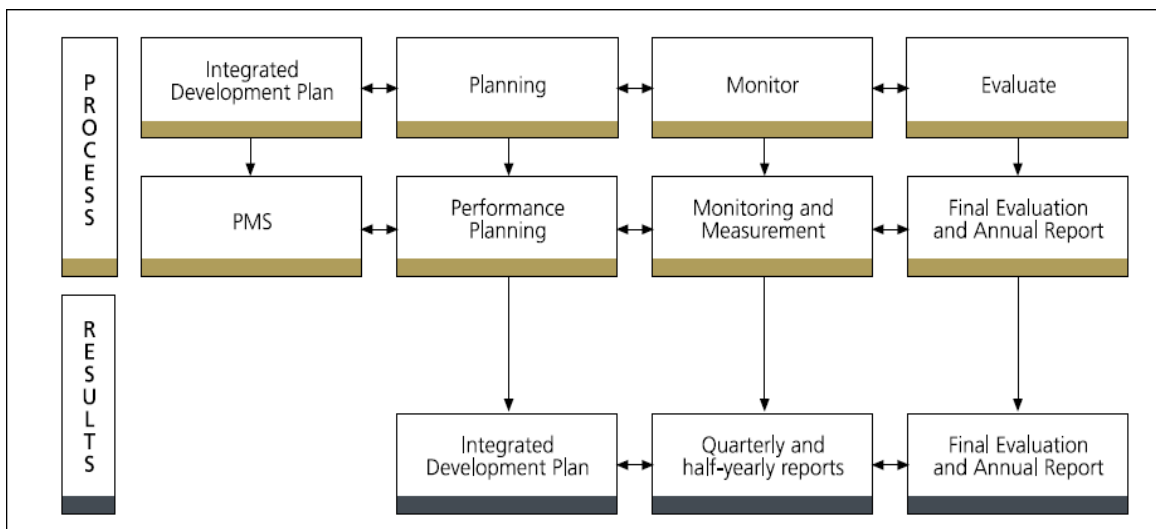 PROCESS
Integrated
Development Plan
Planning
Monitor
Evaluate
PMS
Performance
Planning
Monitoring and
Measurement
Final Evaluation
and Annual Report
RESULTS
Integrated
Development Plan
Quarterly and
half-yearly reports
Final Evaluation
and Annual Report